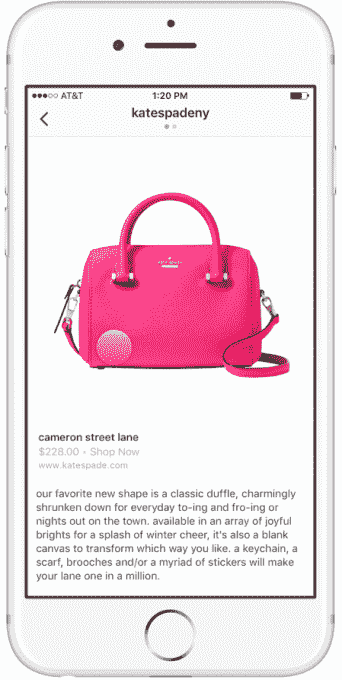 AT&T 1:20 PM
katespadeny
kate spade
cameron street lane
$228.00 • Shop Now
www.katespade.com
our favorite new shape is a classic duffle, charmingly
shrunken down for everyday to-ing and fro-ing or
nights out on the town. available in an array of joyful
brights for a splash of winter cheer, it's also a blank
canvas to transform which way you like. a keychain, a
scarf, brooches and/or a myriad of stickers will make
your lane one in a million.